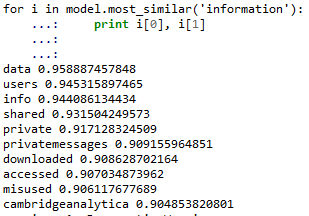 for i in model.most_similar('information'):
...:     print i[0], i[1]
...:
...:
data 0.958887457848
users 0.945315897465
info 0.944086134434
shared 0.931504249573
private 0.917128324509
privatemessages 0.909155964851
downloaded 0.908628702164
accessed 0.907034873962
misused 0.906117677689
cambridgeanalytica 0.904853820801